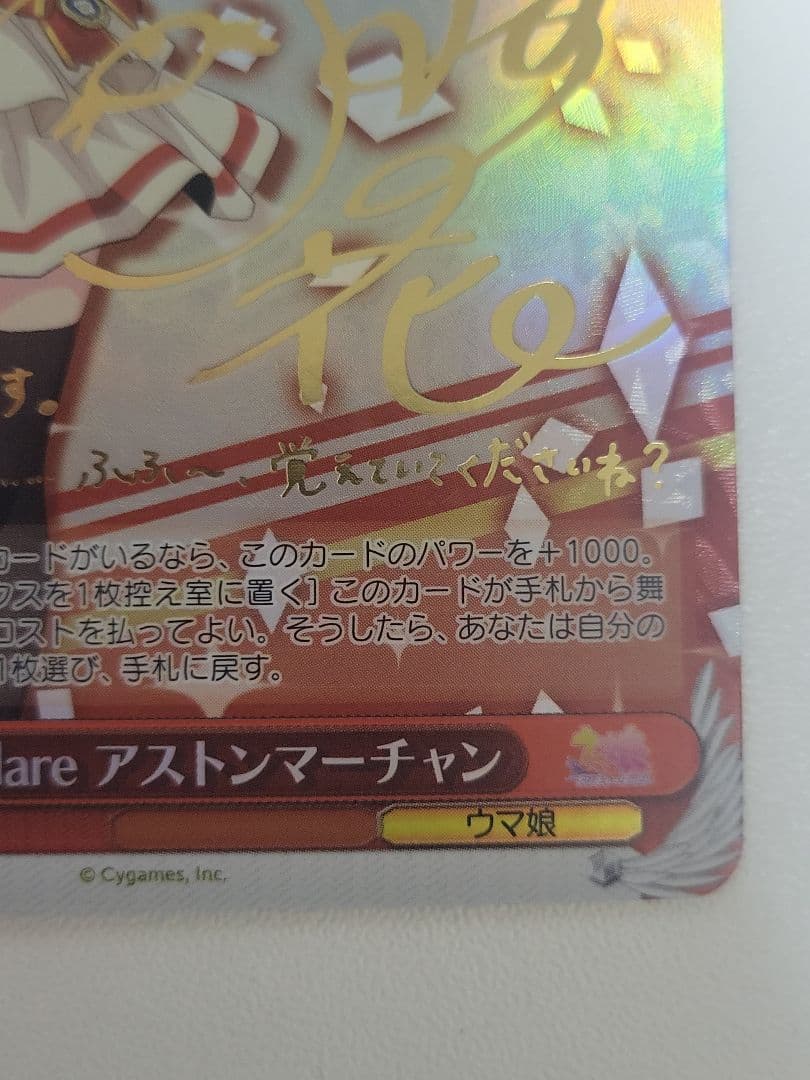 す。
ふふふ～、覚えていてくださいね？
カードがいるなら、このカードのパワーを＋1000。
クスを1枚控え室に置く］このカードが手札から舞
コストを払ってよい。そうしたら、あなたは自分の
1枚選び、手札に戻す。
lare アストンマーチャン
ウマ娘
© Cygames, Inc.